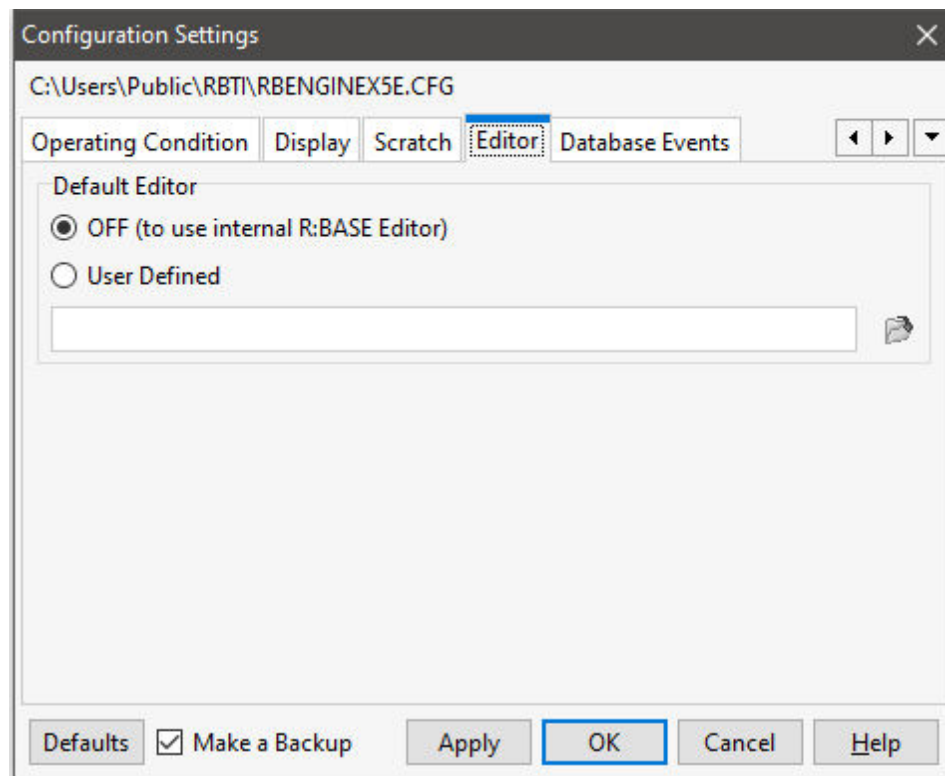 Configuration Settings
C:\Users\Public\RBTI\RBENGINEX5E.CFG
Operating Condition Display Scratch Editor Database Events
Default Editor
OFF (to use internal R:BASE Editor)
User Defined
Defaults Make a Backup Apply OK Cancel Help